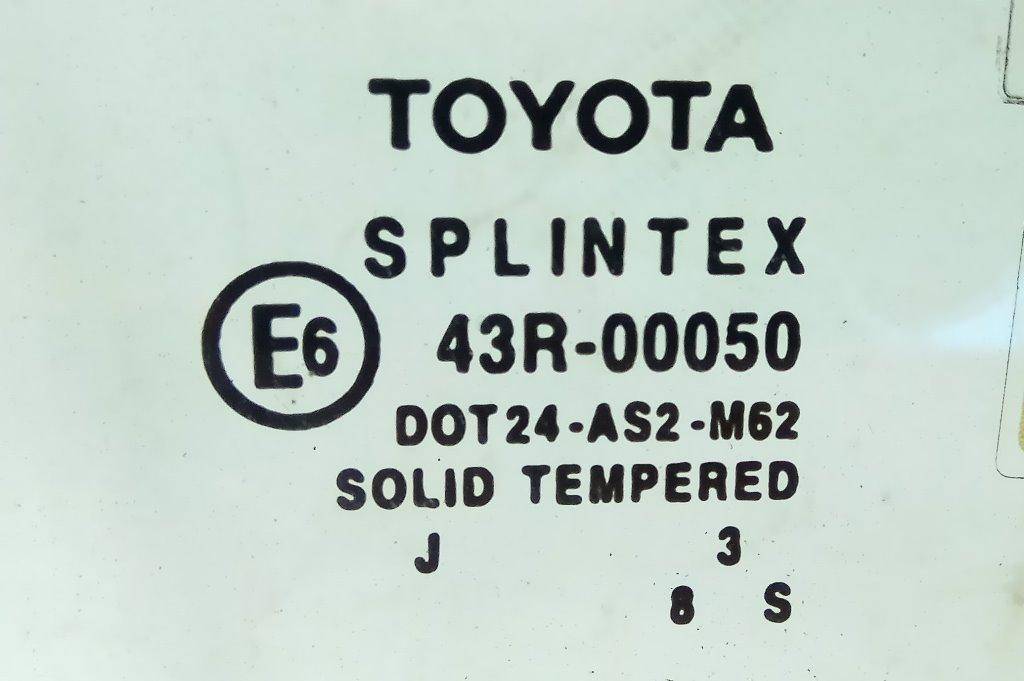 TOYOTA
SPLINTEX
E6 43R-00050
DOT24-AS2-M62
SOLID TEMPERED
J 3
8 S